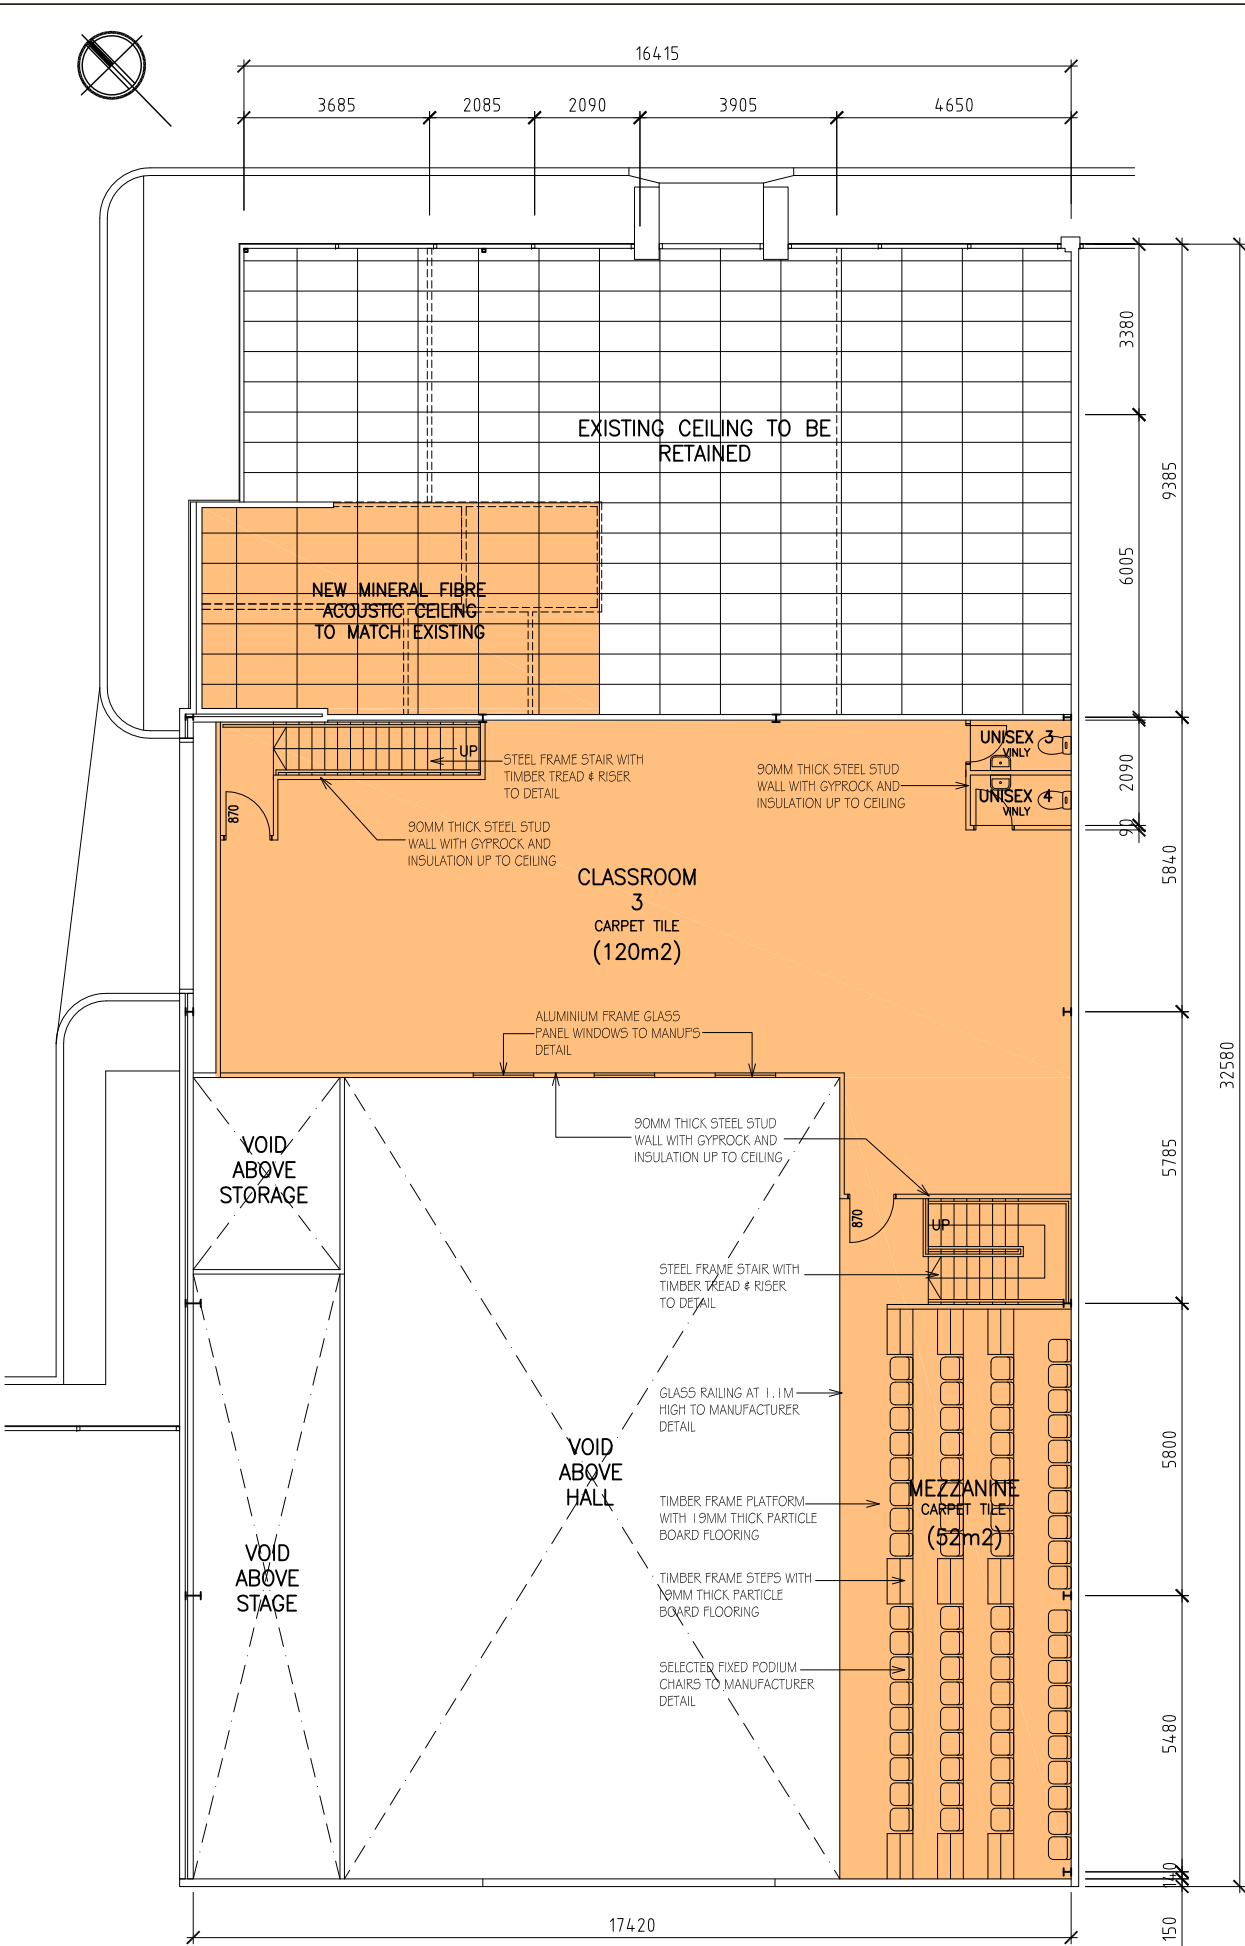 16415
3685 2085 2090 3905 4650
3380
9385
6005
EXISTING CEILING TO BE
RETAINED
NEW MINERAL FIBRE
ACOUSTIC CEILING
TO MATCH EXISTING
UP
STEEL FRAME STAIR WITH
TIMBER TREAD & RISER
TO DETAIL
870
90MM THICK STEEL STUD
WALL WITH GYPROCK AND
INSULATION UP TO CEILING
90MM THICK STEEL STUD
WALL WITH GYPROCK AND
INSULATION UP TO CEILING
UNISEX 3
VINLY
UNISEX 4
VINLY
2090
90
5840
CLASSROOM
3
CARPET TILE
(120m2)
ALUMINIUM FRAME GLASS
PANEL WINDOWS TO MANUF'S
DETAIL
32580
90MM THICK STEEL STUD
WALL WITH GYPROCK AND
INSULATION UP TO CEILING
5785
VOID
ABOVE
STORAGE
870
UP
STEEL FRAME STAIR WITH
TIMBER TREAD & RISER
TO DETAIL
GLASS RAILING AT 1.1M
HIGH TO MANUFACTURER
DETAIL
5800
VOID
ABOVE
HALL
MEZZANINE
CARPET TILE
(52m2)
TIMBER FRAME PLATFORM
WITH 19MM THICK PARTICLE
BOARD FLOORING
VOID
ABOVE
STAGE
TIMBER FRAME STEPS WITH
19MM THICK PARTICLE
BOARD FLOORING
SELECTED FIXED PODIUM
CHAIRS TO MANUFACTURER
DETAIL
5480
140
150
17420